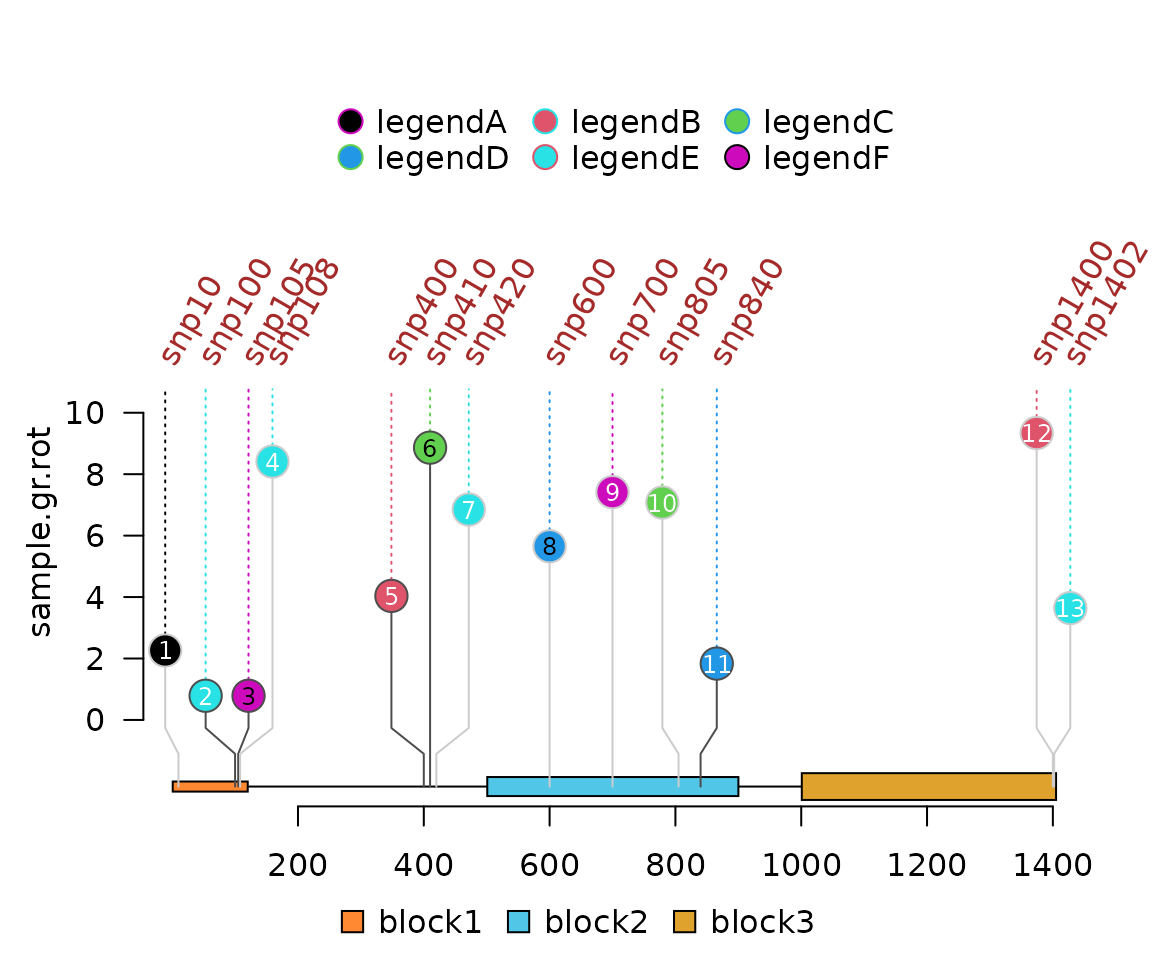 legendA legendB legendC
legendD legendE legendF
snp10 snp100 snp105 snp108 snp400 snp410 snp420 snp600 snp700 snp805 snp840 snp1400 snp1402
sample.gr.rot
10
8
6
4
2
0
1 2 3 4 5 6 7 8 9 10 11 12 13
200 400 600 800 1000 1200 1400
block1 block2 block3